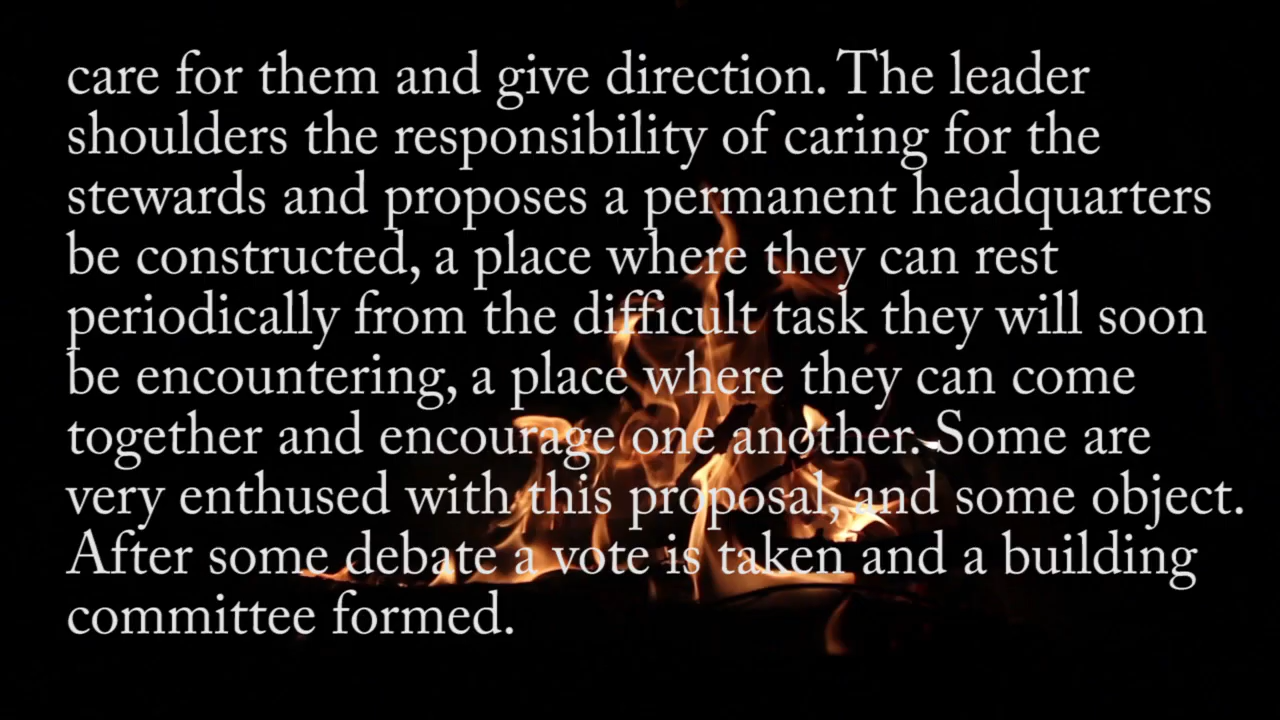 care for them and give direction. The leader
shoulders the responsibility of caring for the
stewards and proposes a permanent headquarters
be constructed, a place where they can rest
periodically from the difficult task they will soon
be encountering, a place where they can come
together and encourage one another. Some are
very enthused with this proposal, and some object.
After some debate a vote is taken and a building
committee formed.